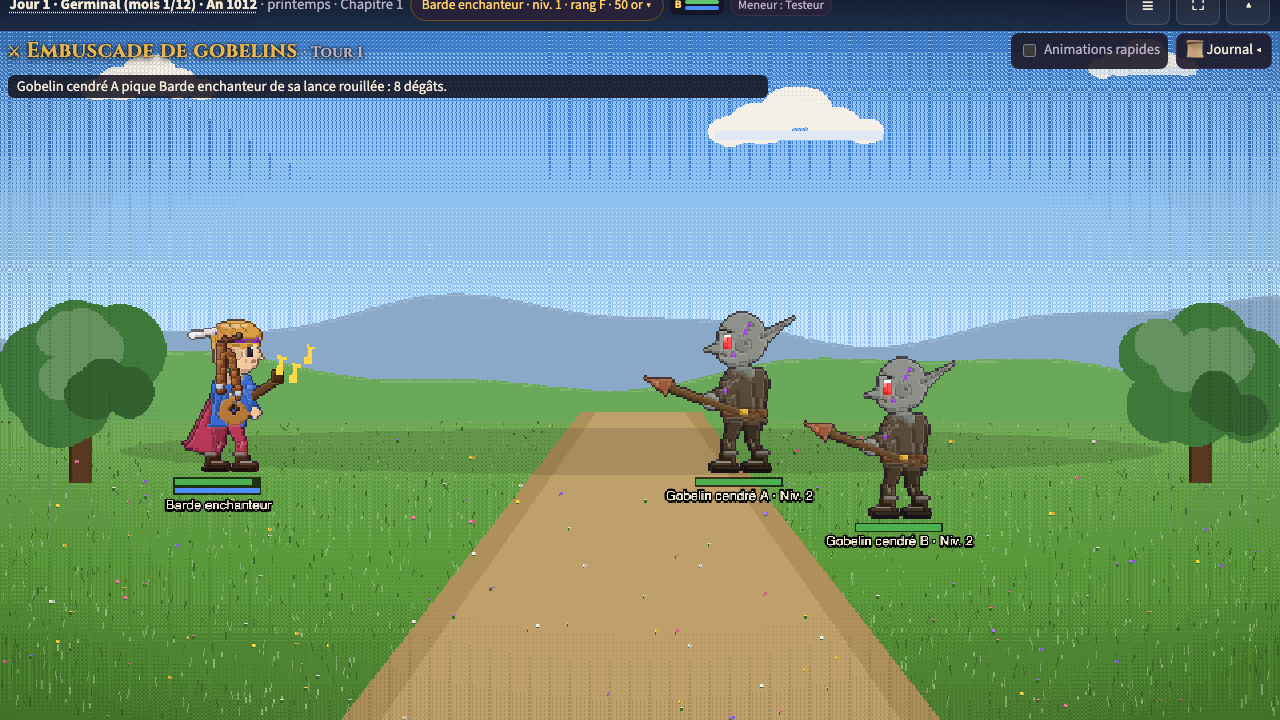 Jour 1 · Germinal (mois 1/12) · An 1012 · printemps · Chapitre 1
Barde enchanteur · niv. 1 · rang F · 50 or ▾
B
Meneur : Testeur
⚔ Embuscade de gobelins · Tour 1
Animations rapides
Journal ◂
Gobelin cendré A pique Barde enchanteur de sa lance rouillée : 8 dégâts.
Barde enchanteur
Gobelin cendré A · Niv. 2
Gobelin cendré B · Niv. 2